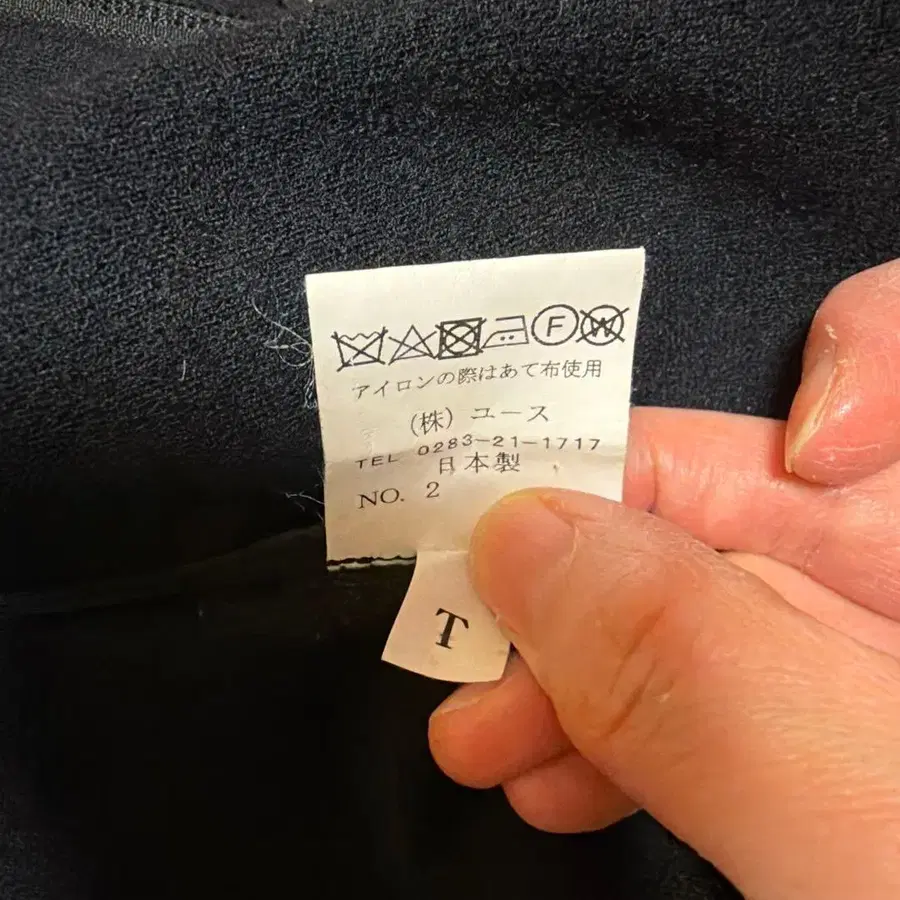 F W
アイロンの際はあて布使用
(株) ユース
TEL 0283-21-1717
日本製
NO. 2
T